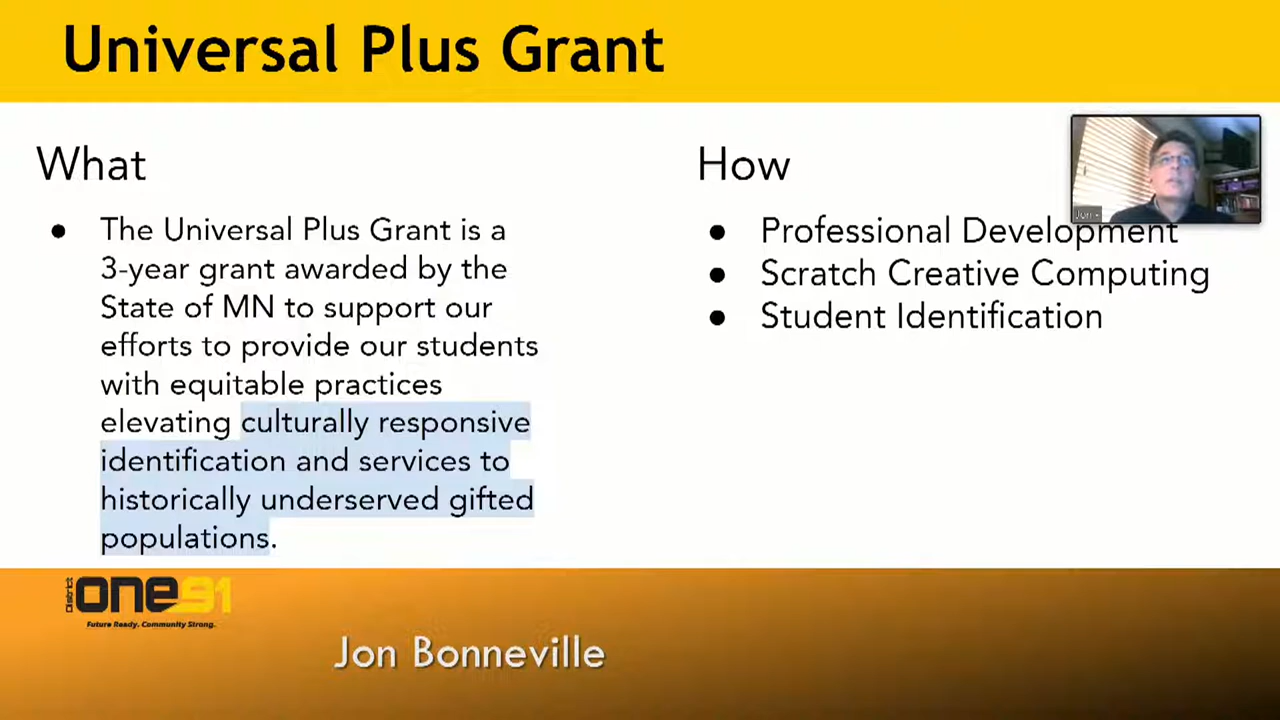 Universal Plus Grant
What
● The Universal Plus Grant is a
3-year grant awarded by the
State of MN to support our
efforts to provide our students
with equitable practices
elevating culturally responsive
identification and services to
historically underserved gifted
populations.
How
● Professional Development
● Scratch Creative Computing
● Student Identification
Jon -
District one91
Future Ready. Community Strong.
Jon Bonneville